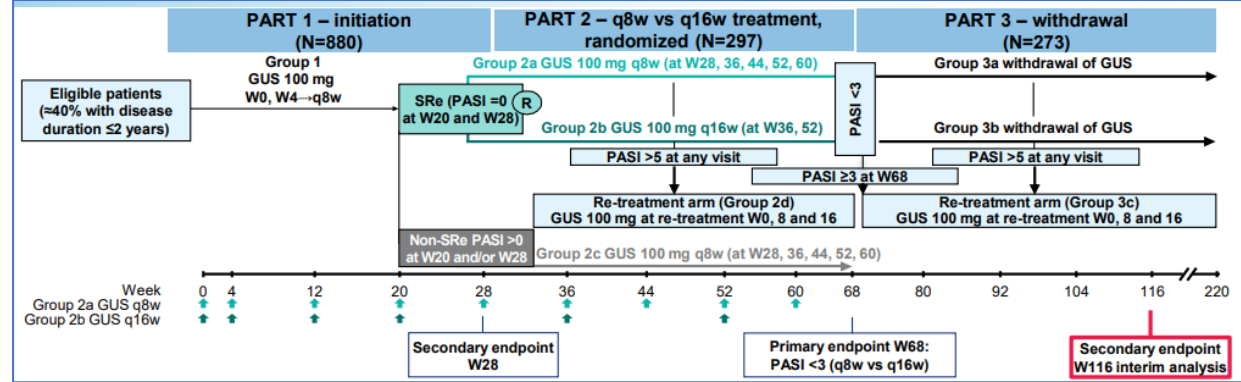 PART 1 – initiation
(N=880)
PART 2 – q8w vs q16w treatment,
randomized (N=297)
PART 3 – withdrawal
(N=273)
Eligible patients
(≈40% with disease
duration ≤2 years)
Group 1
GUS 100 mg
W0, W4→q8w
SRe (PASI =0
at W20 and W28)
R
Group 2a GUS 100 mg q8w (at W28, 36, 44, 52, 60)
Group 2b GUS 100 mg q16w (at W36, 52)
PASI <3
Group 3a withdrawal of GUS
Group 3b withdrawal of GUS
PASI >5 at any visit
PASI ≥3 at W68
PASI >5 at any visit
Re-treatment arm (Group 2d)
GUS 100 mg at re-treatment W0, 8 and 16
Re-treatment arm (Group 3c)
GUS 100 mg at re-treatment W0, 8 and 16
Non-SRe PASI >0
at W20 and/or W28
Group 2c GUS 100 mg q8w (at W28, 36, 44, 52, 60)
Week 0 4 12 20 28 36 44 52 60 68 80 92 104 116 220
Group 2a GUS q8w
Group 2b GUS q16w
Secondary endpoint
W28
Primary endpoint W68:
PASI <3 (q8w vs q16w)
Secondary endpoint
W116 interim analysis